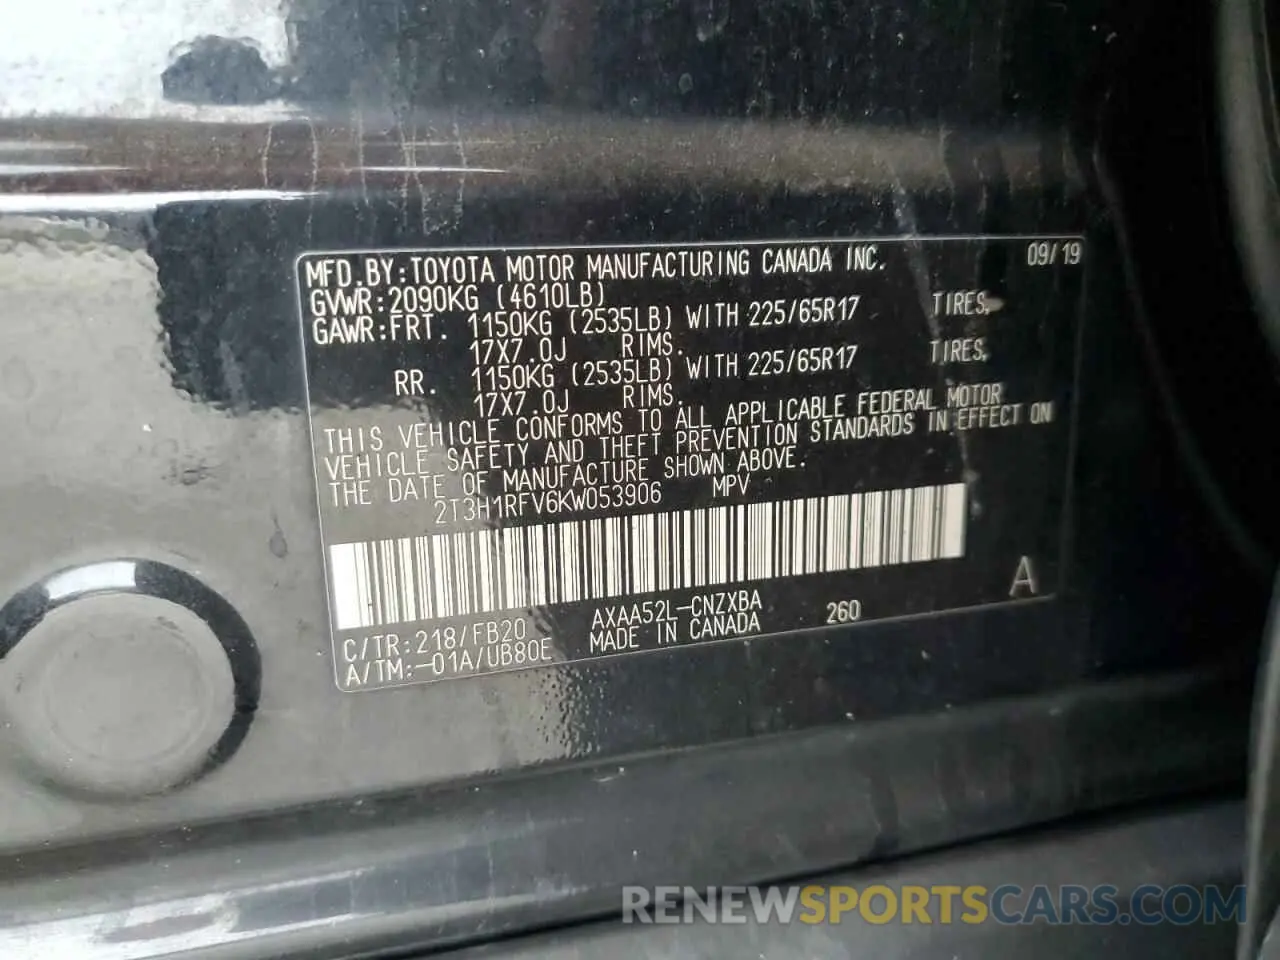 MFD.BY:TOYOTA MOTOR MANUFACTURING CANADA INC. 09/19
GVWR:2090KG (4610LB)
GAWR:FRT. 1150KG (2535LB) WITH 225/65R17 TIRES,
17X7.0J RIMS.
RR. 1150KG (2535LB) WITH 225/65R17 TIRES,
17X7.0J RIMS.
THIS VEHICLE CONFORMS TO ALL APPLICABLE FEDERAL MOTOR
VEHICLE SAFETY AND THEFT PREVENTION STANDARDS IN EFFECT ON
THE DATE OF MANUFACTURE SHOWN ABOVE.
2T3H1RFV6KW053906 MPV
A
C/TR:218/FB20 AXAA52L-CNZXBA 260
A/TM:-01A/UB80E MADE IN CANADA
RENEWSPORTSCARS.COM